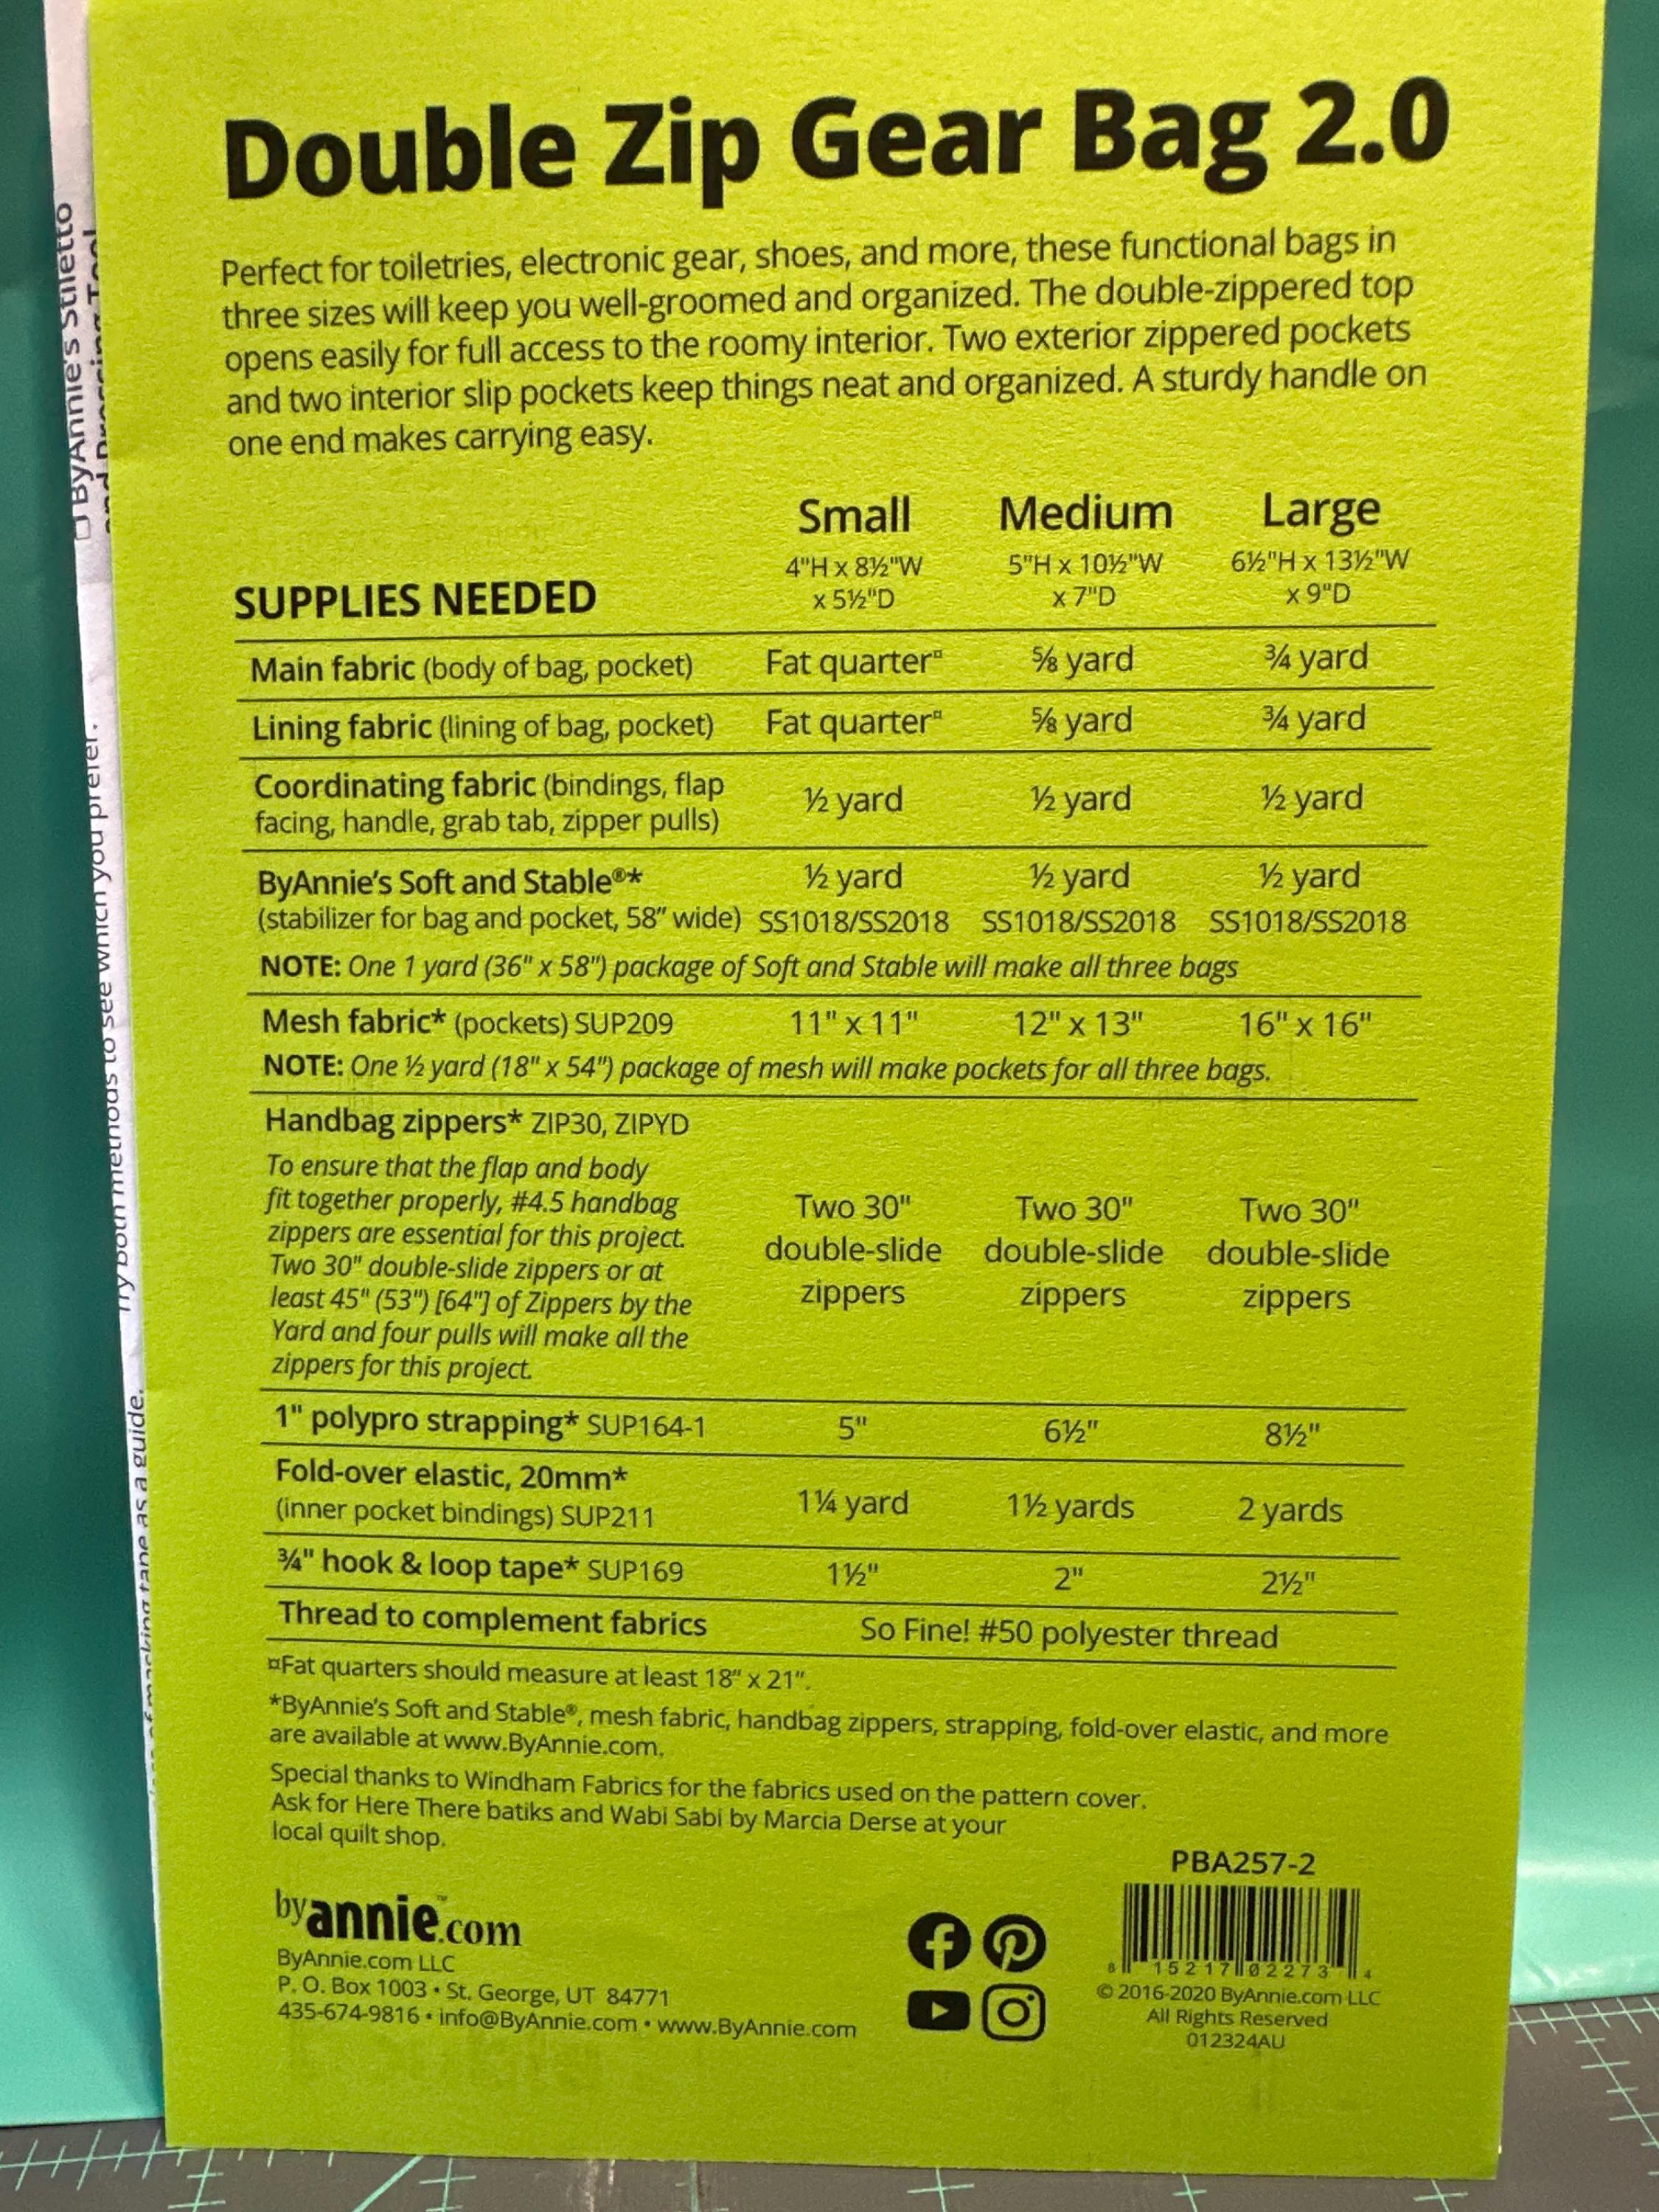 Double Zip Gear Bag 2.0
Perfect for toiletries, electronic gear, shoes, and more, these functional bags in
three sizes will keep you well-groomed and organized. The double-zippered top
opens easily for full access to the roomy interior. Two exterior zippered pockets
and two interior slip pockets keep things neat and organized. A sturdy handle on
one end makes carrying easy.
Small Medium Large
4"H x 8½"W 5"H x 10½"W 6½"H x 13½"W
SUPPLIES NEEDED x 5½"D x 7"D x 9"D
Main fabric (body of bag, pocket) Fat quarter¤ ⅝ yard ¾ yard
Lining fabric (lining of bag, pocket) Fat quarter¤ ⅝ yard ¾ yard
Coordinating fabric (bindings, flap
facing, handle, grab tab, zipper pulls) ½ yard ½ yard ½ yard
ByAnnie's Soft and Stable®* ½ yard ½ yard ½ yard
(stabilizer for bag and pocket, 58" wide) SS1018/SS2018 SS1018/SS2018 SS1018/SS2018
NOTE: One 1 yard (36" x 58") package of Soft and Stable will make all three bags
Mesh fabric* (pockets) SUP209 11" x 11" 12" x 13" 16" x 16"
NOTE: One ½ yard (18" x 54") package of mesh will make pockets for all three bags.
Handbag zippers* ZIP30, ZIPYD
To ensure that the flap and body
fit together properly, #4.5 handbag
zippers are essential for this project.
Two 30" double-slide zippers or at
least 45" (53") [64"] of Zippers by the
Yard and four pulls will make all the
zippers for this project.
Two 30" Two 30" Two 30"
double-slide double-slide double-slide
zippers zippers zippers
1" polypro strapping* SUP164-1 5" 6½" 8½"
Fold-over elastic, 20mm*
(inner pocket bindings) SUP211 1¼ yard 1½ yards 2 yards
¾" hook & loop tape* SUP169 1½" 2" 2½"
Thread to complement fabrics So Fine! #50 polyester thread
¤Fat quarters should measure at least 18" x 21".
*ByAnnie's Soft and Stable®, mesh fabric, handbag zippers, strapping, fold-over elastic, and more
are available at www.ByAnnie.com.
Special thanks to Windham Fabrics for the fabrics used on the pattern cover.
Ask for Here There batiks and Wabi Sabi by Marcia Derse at your
local quilt shop.
PBA257-2
byannie.com™
ByAnnie.com LLC
P. O. Box 1003 • St. George, UT 84771
435-674-9816 • info@ByAnnie.com • www.ByAnnie.com
8 15217 02273 4
© 2016-2020 ByAnnie.com LLC
All Rights Reserved
012324AU
ByAnnie's Stiletto
and Pressing Tool
Try both methods to see which you prefer.
of masking tape as a guide.